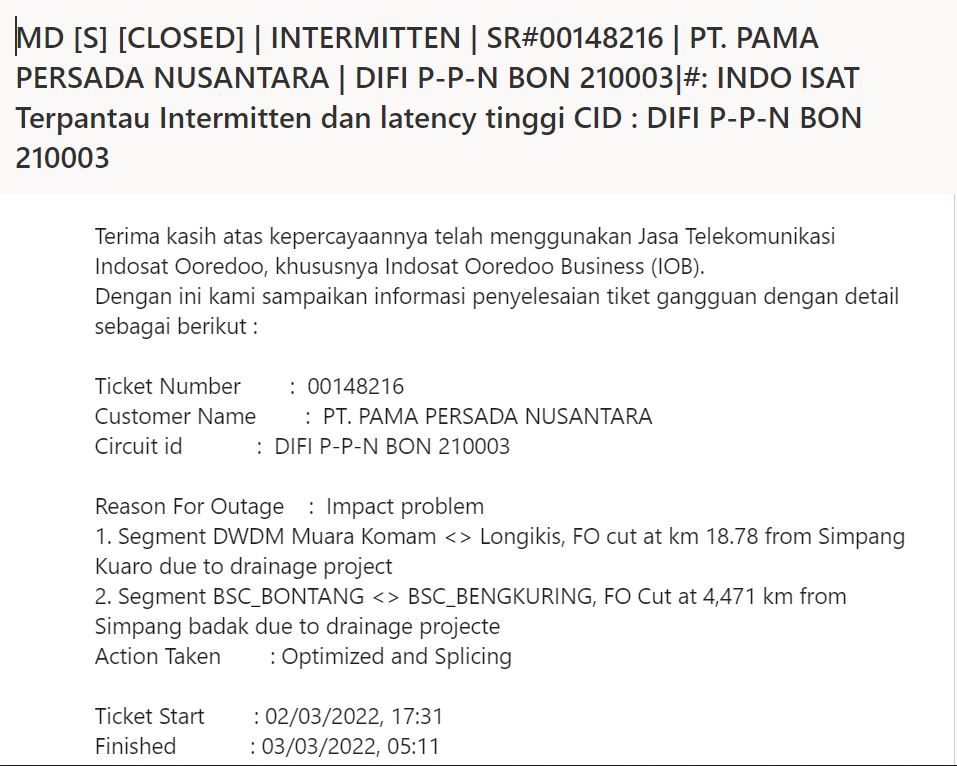 MD [S] [CLOSED] | INTERMITTEN | SR#00148216 | PT. PAMA
PERSADA NUSANTARA | DIFI P-P-N BON 210003|#: INDO ISAT
Terpantau Intermitten dan latency tinggi CID : DIFI P-P-N BON
210003
Terima kasih atas kepercayaannya telah menggunakan Jasa Telekomunikasi
Indosat Ooredoo, khususnya Indosat Ooredoo Business (IOB).
Dengan ini kami sampaikan informasi penyelesaian tiket gangguan dengan detail
sebagai berikut :
Ticket Number : 00148216
Customer Name : PT. PAMA PERSADA NUSANTARA
Circuit id : DIFI P-P-N BON 210003
Reason For Outage : Impact problem
1. Segment DWDM Muara Komam <> Longikis, FO cut at km 18.78 from Simpang
Kuaro due to drainage project
2. Segment BSC_BONTANG <> BSC_BENGKURING, FO Cut at 4,471 km from
Simpang badak due to drainage projecte
Action Taken : Optimized and Splicing
Ticket Start : 02/03/2022, 17:31
Finished : 03/03/2022, 05:11